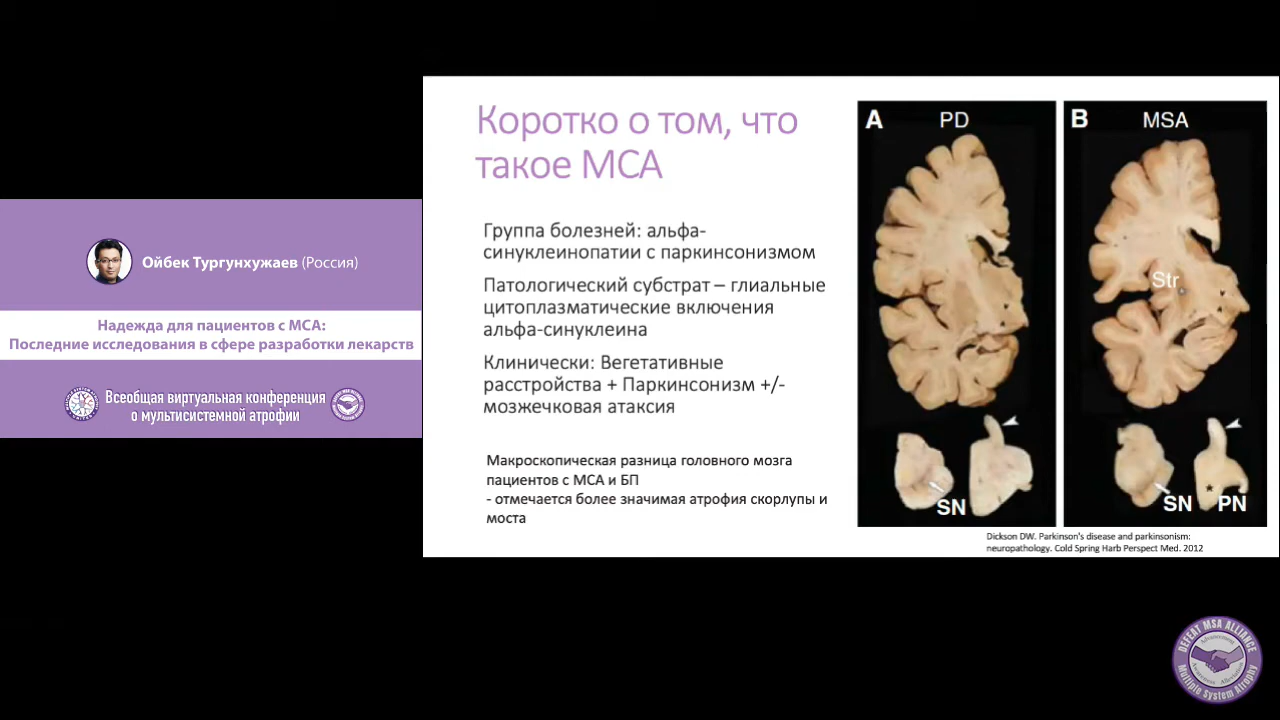 Ойбек Тургунхужаев (Россия)
Надежда для пациентов с МСА:
Последние исследования в сфере разработки лекарств
Всеобщая виртуальная конференция
о мультисистемной атрофии
Коротко о том, что
такое МСА
Группа болезней: альфа-
синуклеинопатии с паркинсонизмом
Патологический субстрат – глиальные
цитоплазматические включения
альфа-синуклеина
Клинически: Вегетативные
расстройства + Паркинсонизм +/-
мозжечковая атаксия
Макроскопическая разница головного мозга
пациентов с МСА и БП
- отмечается более значимая атрофия скорлупы и
моста
A PD
SN
B MSA
Str
SN PN
Dickson DW. Parkinson's disease and parkinsonism:
neuropathology. Cold Spring Harb Perspect Med. 2012
DEFEAT MSA ALLIANCE
Multiple System Atrophy